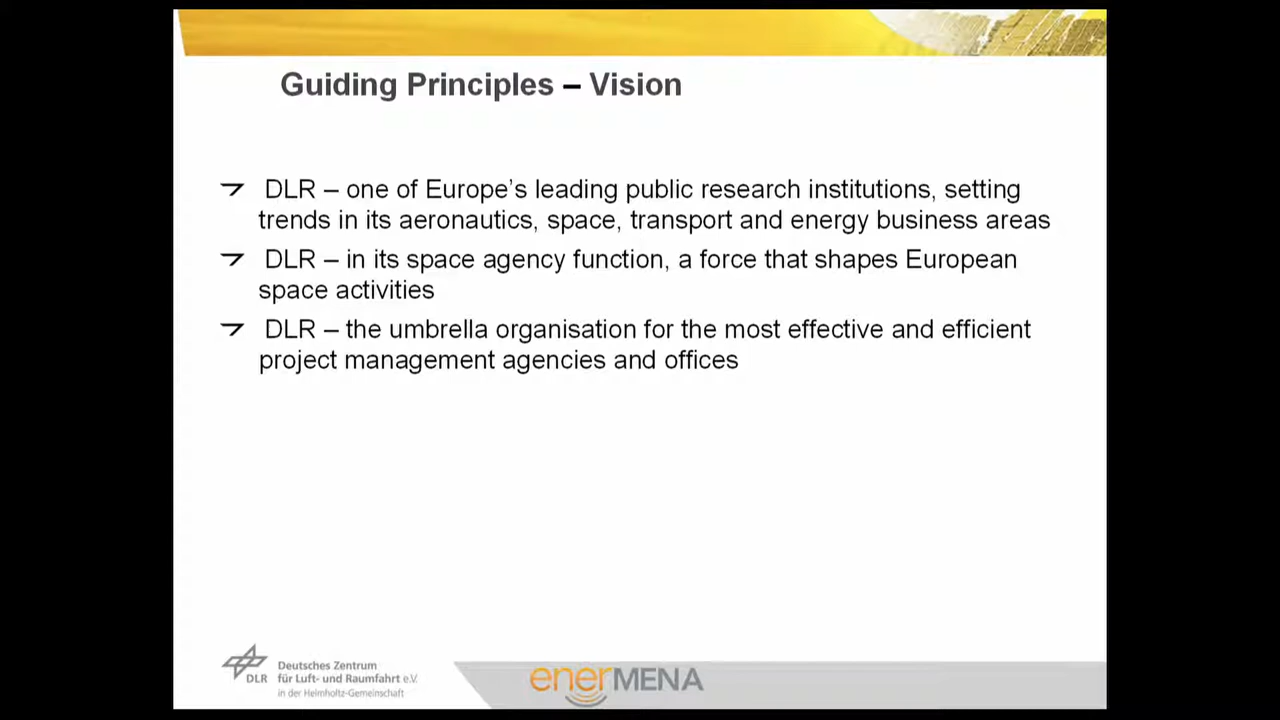 Guiding Principles – Vision
DLR – one of Europe's leading public research institutions, setting
trends in its aeronautics, space, transport and energy business areas
DLR – in its space agency function, a force that shapes European
space activities
DLR – the umbrella organisation for the most effective and efficient
project management agencies and offices
DLR
Deutsches Zentrum
für Luft- und Raumfahrt e.V.
in der Helmholtz-Gemeinschaft
enerMENA